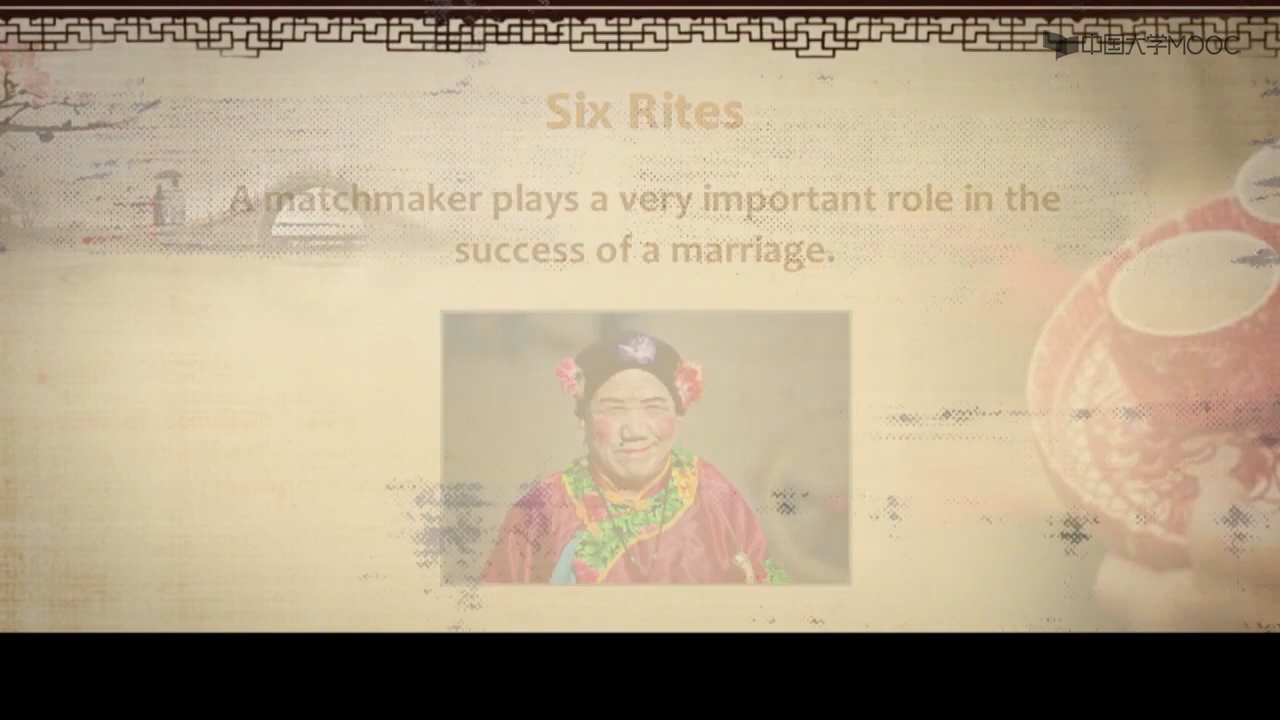 中国大学MOOC
Six Rites
A matchmaker plays a very important role in the
success of a marriage.